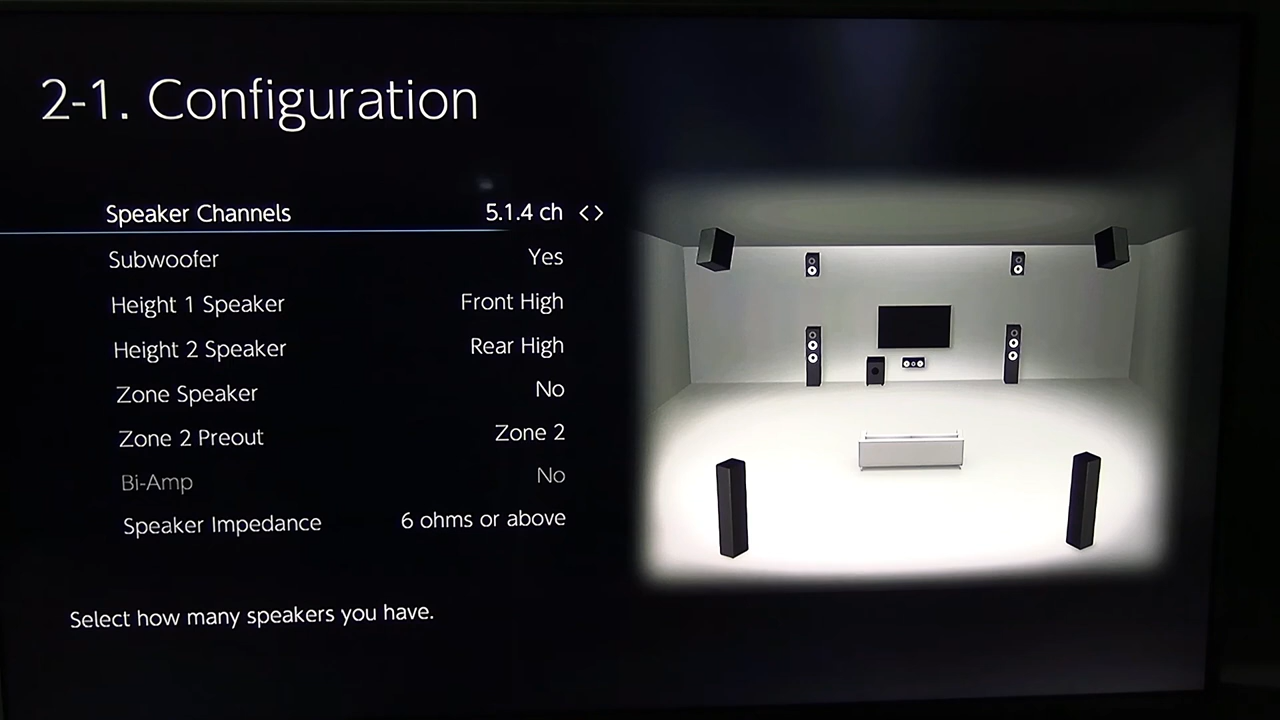 2-1. Configuration
Speaker Channels 5.1.4 ch <>
Subwoofer Yes
Height 1 Speaker Front High
Height 2 Speaker Rear High
Zone Speaker No
Zone 2 Preout Zone 2
Bi-Amp No
Speaker Impedance 6 ohms or above
Select how many speakers you have.